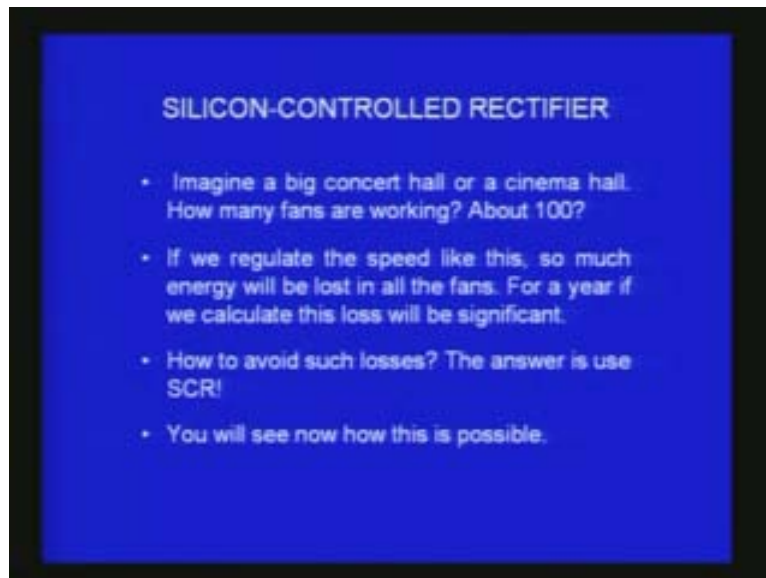 SILICON-CONTROLLED RECTIFIER
• Imagine a big concert hall or a cinema hall.
How many fans are working? About 100?
• If we regulate the speed like this, so much
energy will be lost in all the fans. For a year if
we calculate this loss will be significant.
• How to avoid such losses? The answer is use
SCR!
• You will see now how this is possible.